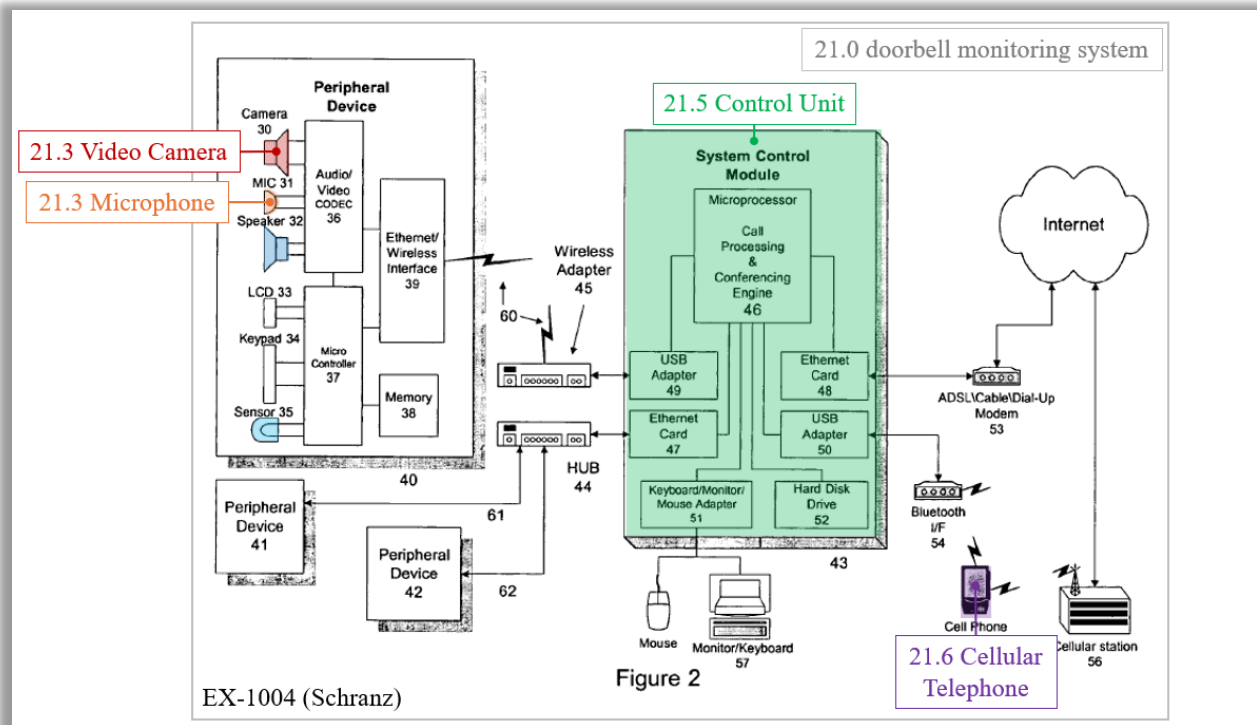 21.0 doorbell monitoring system
21.5 Control Unit
Peripheral
Device
Camera
30
21.3 Video Camera
MIC 31
21.3 Microphone
Speaker 32
Audio/
Video
CODEC
36
Ethernet/
Wireless
Interface
39
LCD 33
Keypad 34
Micro
Controller
37
Memory
38
Sensor 35
40
Wireless
Adapter
45
60
HUB
44
System Control
Module
Microprocessor
Call
Processing
&
Conferencing
Engine
46
USB
Adapter
49
Ethernet
Card
48
Ethernet
Card
47
USB
Adapter
50
Keyboard/Monitor/
Mouse Adapter
51
Hard Disk
Drive
52
43
Internet
ADSL\Cable\Dial-Up
Modem
53
Bluetooth
I/F
54
Peripheral
Device
41
61
Peripheral
Device
42
62
Mouse
Monitor/Keyboard
57
Cell Phone
21.6 Cellular
Telephone
Cellular station
56
Figure 2
EX-1004 (Schranz)